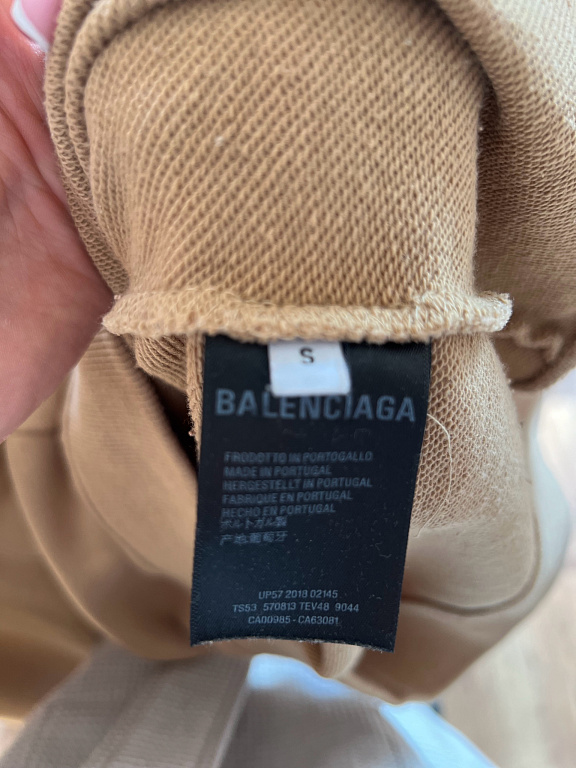 S
BALENCIAGA
PRODOTTO IN PORTOGALLO
MADE IN PORTUGAL
HERGESTELLT IN PORTUGAL
FABRIQUE EN PORTUGAL
HECHO EN PORTUGAL
ポルトガル製
产地:葡萄牙
UP57 2018 02145
TS53 570813 TEV48 9044
CA00985 - CA63081